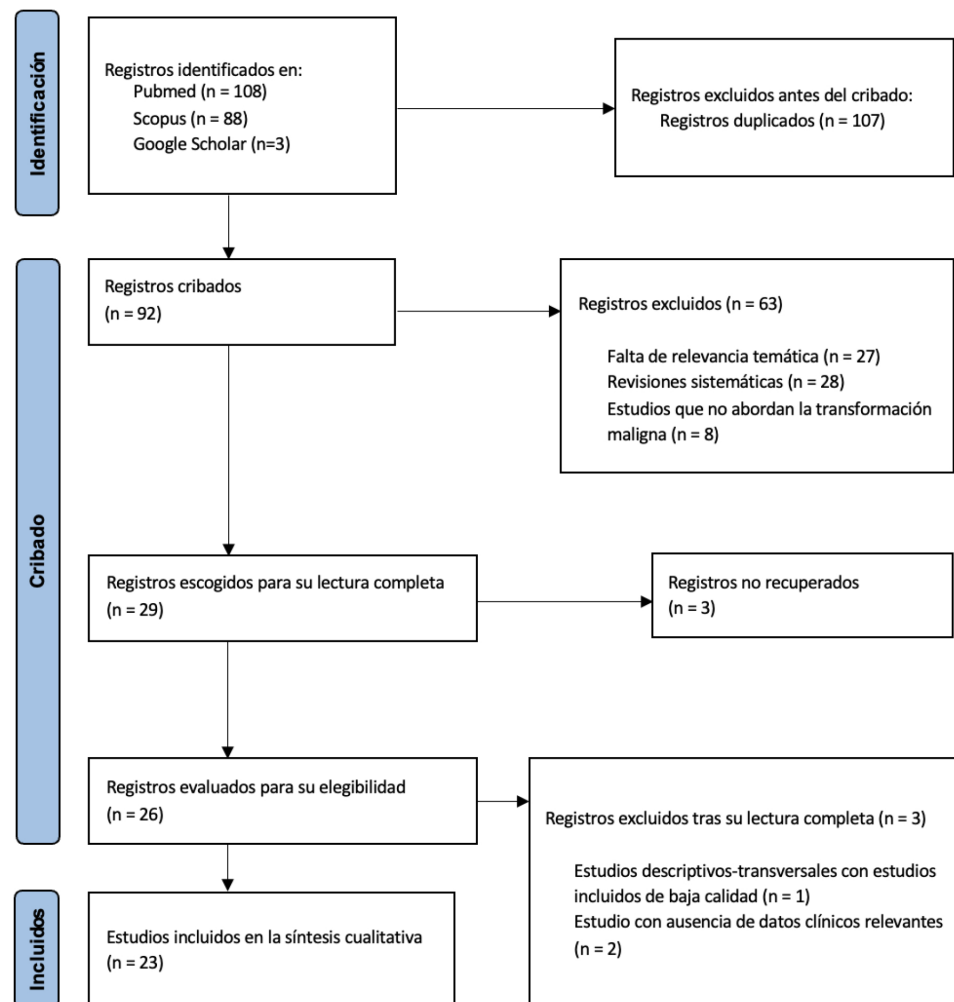 Identificación
Registros identificados en:
Pubmed (n = 108)
Scopus (n = 88)
Google Scholar (n=3)
Registros excluidos antes del cribado:
Registros duplicados (n = 107)
Cribado
Registros cribados
(n = 92)
Registros excluidos (n = 63)
Falta de relevancia temática (n = 27)
Revisiones sistemáticas (n = 28)
Estudios que no abordan la transformación
maligna (n = 8)
Registros escogidos para su lectura completa
(n = 29)
Registros no recuperados
(n = 3)
Registros evaluados para su elegibilidad
(n = 26)
Registros excluidos tras su lectura completa (n = 3)
Estudios descriptivos-transversales con estudios
incluidos de baja calidad (n = 1)
Estudio con ausencia de datos clínicos relevantes
(n = 2)
Incluidos
Estudios incluidos en la síntesis cualitativa
(n = 23)